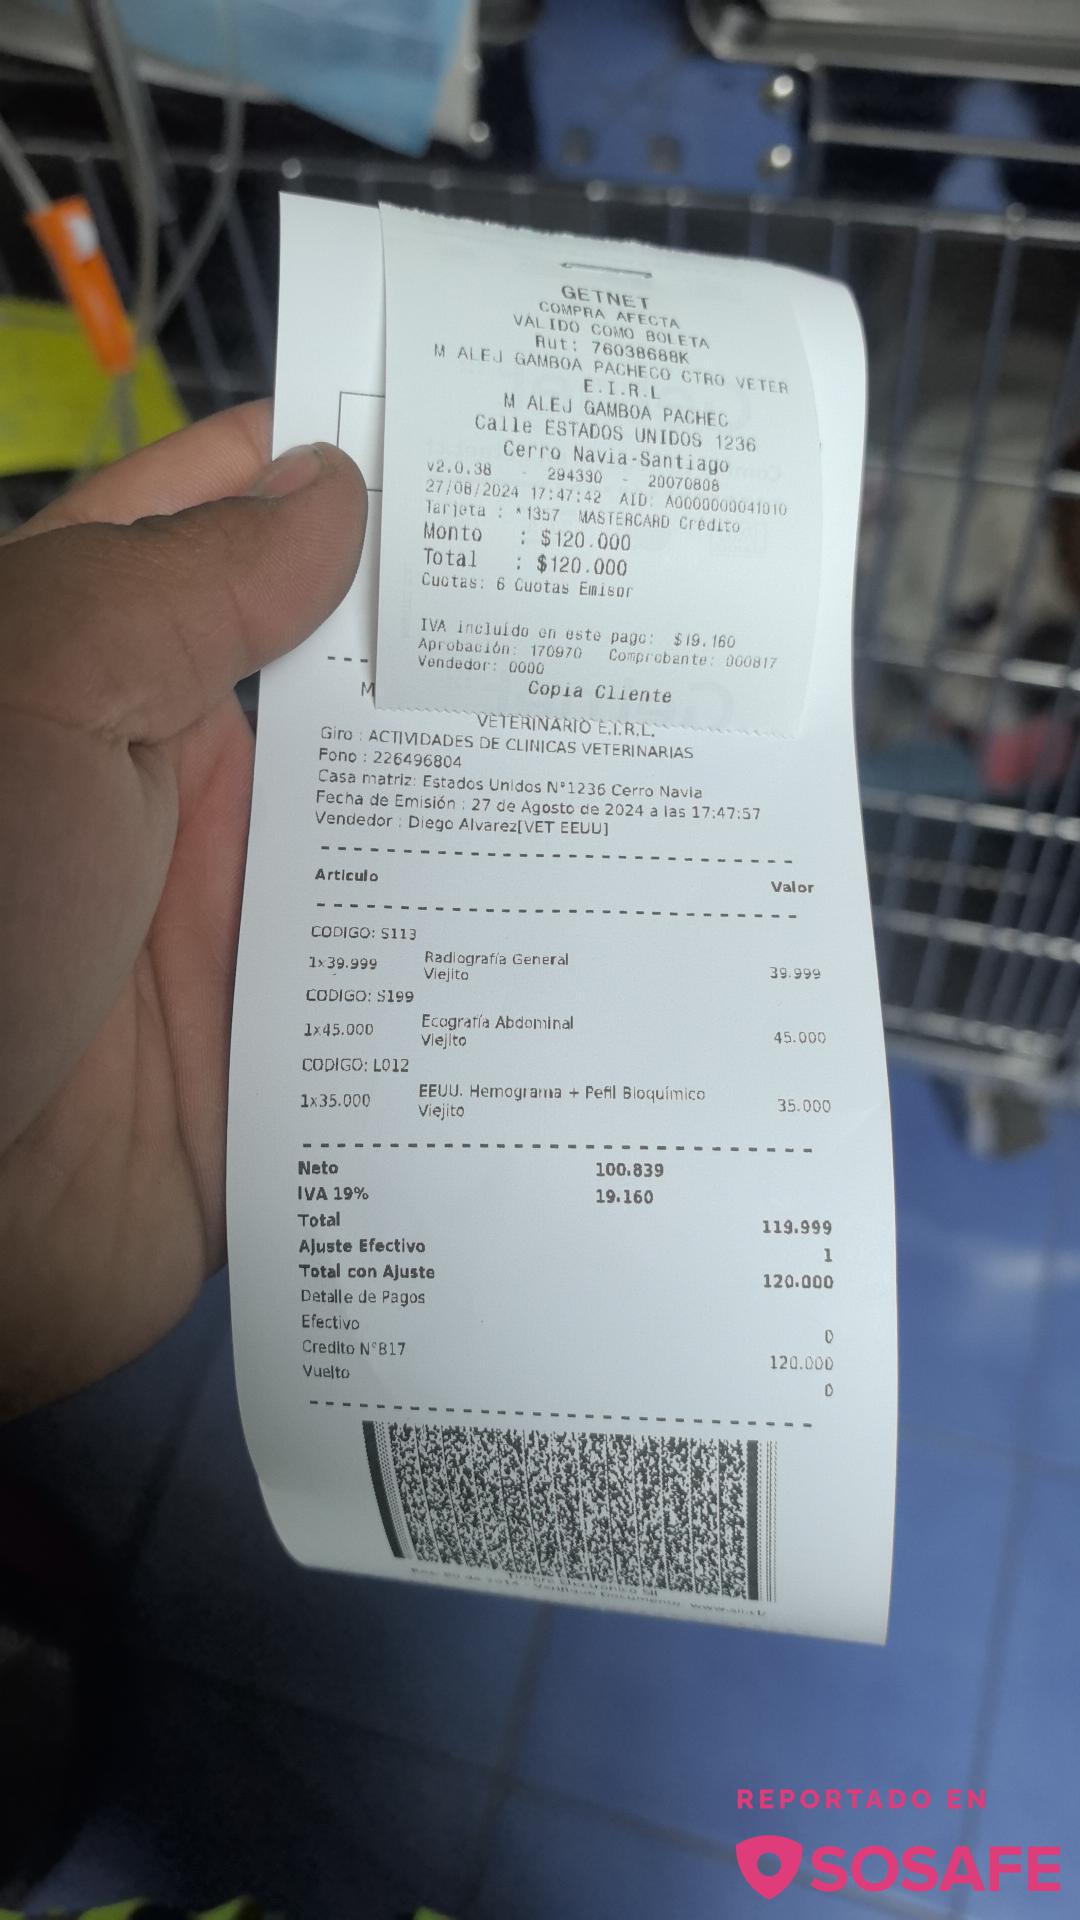 GETNET
COMPRA AFECTA
VALIDO COMO BOLETA
Rut: 76038688K
M ALEJ GAMBOA PACHECO CTRO VETER
E.I.R.L
M ALEJ GAMBOA PACHEC
Calle ESTADOS UNIDOS 1236
Cerro Navia-Santiago
v2.0.38 - 294330 - 20070808
27/08/2024 17:47:42 AID: A0000000041010
Tarjeta : *1357 MASTERCARD Crédito
Monto : $120.000
Total : $120.000
Cuotas: 6 Cuotas Emisor
IVA incluido en este pago: $19.160
Aprobación: 170970 Comprobante: 000817
Vendedor: 0000
Copia Cliente
M
VETERINARIO E.I.R.L.
Giro : ACTIVIDADES DE CLINICAS VETERINARIAS
Fono : 226496804
Casa matriz: Estados Unidos N°1236 Cerro Navia
Fecha de Emisión : 27 de Agosto de 2024 a las 17:47:57
Vendedor : Diego Alvarez[VET EEUU]
Articulo Valor
CODIGO: S113
1x39.999 Radiografía General 39.999
Viejito
CODIGO: S199
1x45.000 Ecografía Abdominal 45.000
Viejito
CODIGO: L012
1x35.000 EEUU. Hemograma + Pefil Bioquímico 35.000
Viejito
Neto 100.839
IVA 19% 19.160
Total 119.999
Ajuste Efectivo 1
Total con Ajuste 120.000
Detalle de Pagos
Efectivo 0
Credito N°817 120.000
Vuelto 0
Timbre Electrónico SII
Verifique Documento: www.sii.cl
REPORTADO EN
SOSAFE